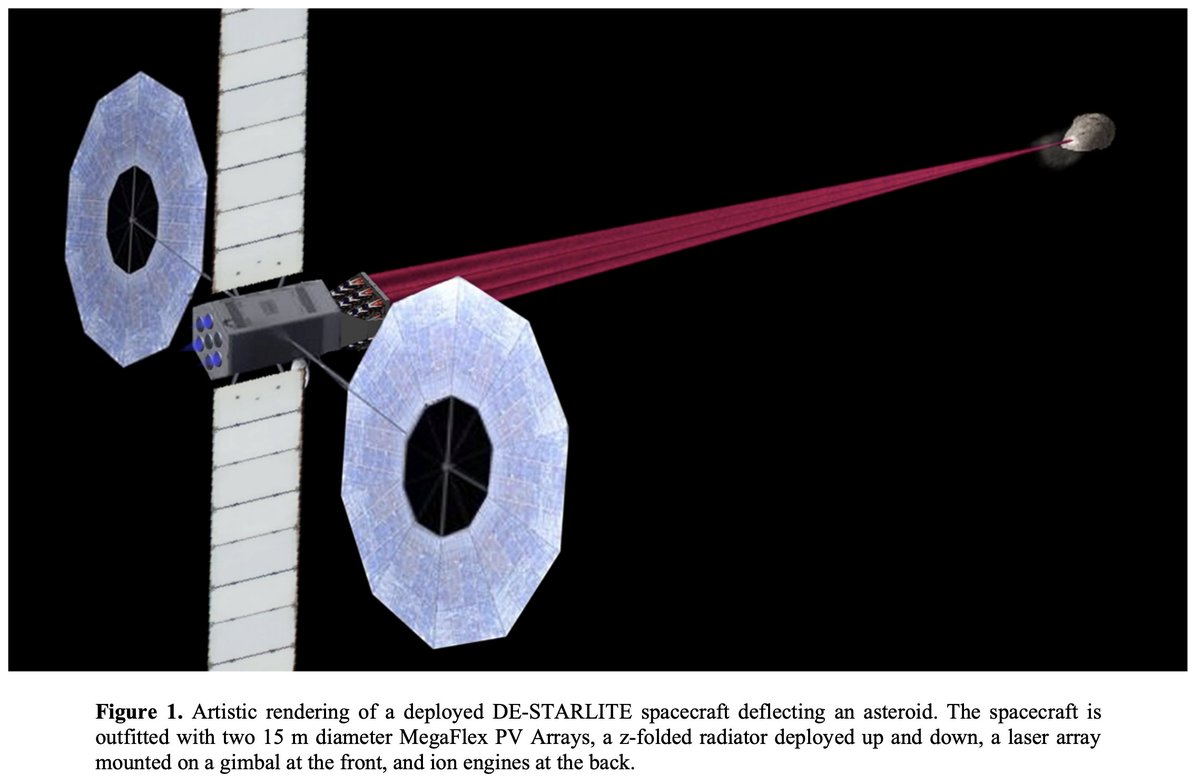 Figure 1. Artistic rendering of a deployed DE-STARLITE spacecraft deflecting an asteroid. The spacecraft is
outfitted with two 15 m diameter MegaFlex PV Arrays, a z-folded radiator deployed up and down, a laser array
mounted on a gimbal at the front, and ion engines at the back.